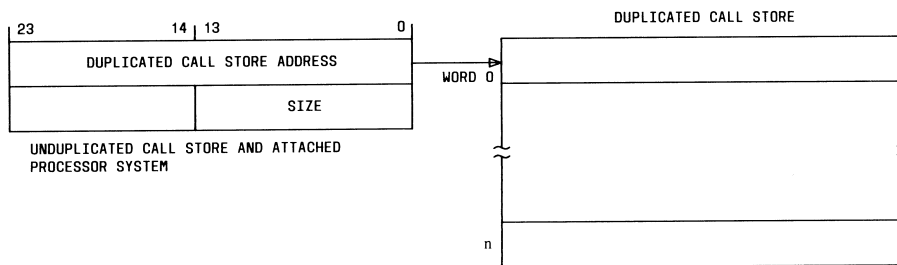 DUPLICATED CALL STORE
23 14 13 0
DUPLICATED CALL STORE ADDRESS
WORD 0
SIZE
UNDUPLICATED CALL STORE AND ATTACHED
PROCESSOR SYSTEM
n